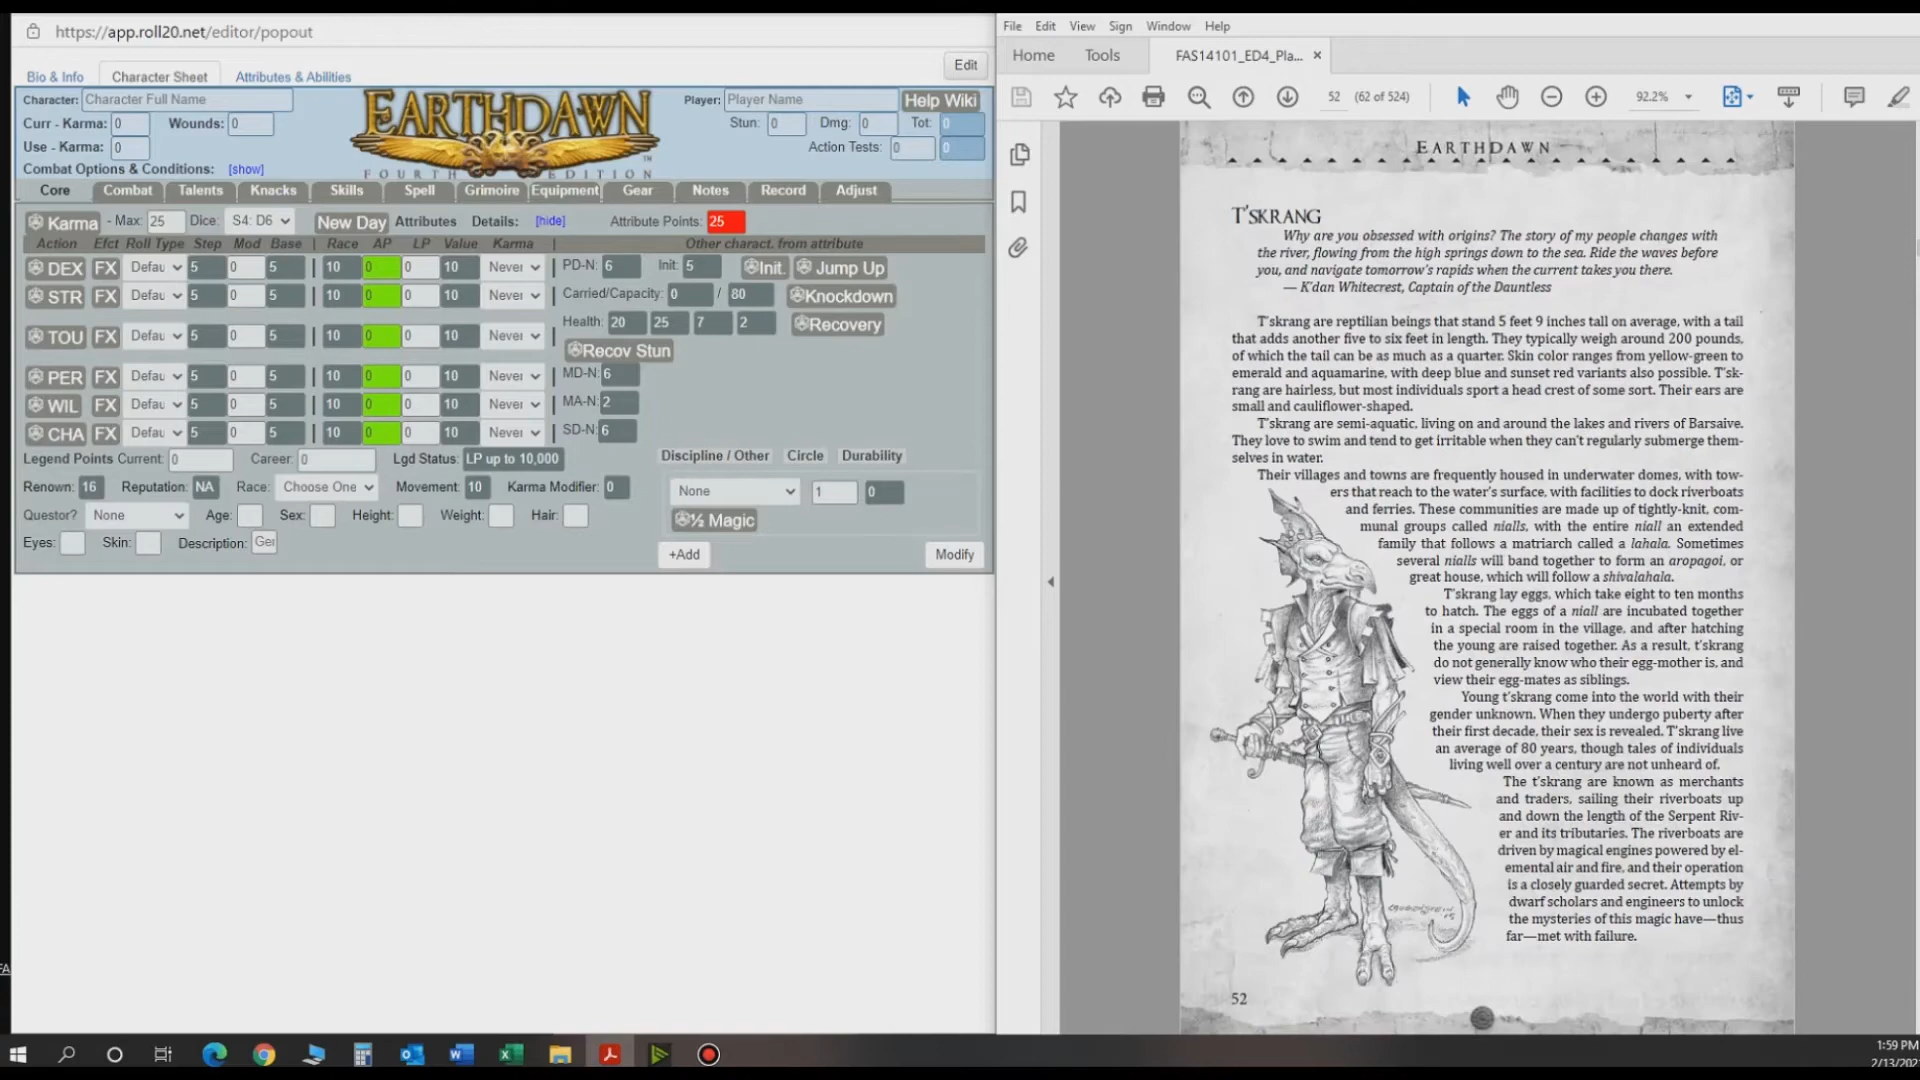 https://app.roll20.net/editor/popout
Bio & Info Character Sheet Attributes & Abilities Edit
Character: Character Full Name EARTHDAWN Player: Player Name Help Wiki
Curr - Karma: 0 Wounds: 0 Stun: 0 Dmg: 0 Tot: 0
Use - Karma: 0 Action Tests: 0 0
Combat Options & Conditions: [show] FOURTH EDITION
Core Combat Talents Knacks Skills Spell Grimoire Equipment Gear Notes Record Adjust
Karma - Max: 25 Dice: S4: D6 New Day Attributes Details: [hide] Attribute Points: 25
Action Efct Roll Type Step Mod Base | Race AP LP Value Karma | Other charact. from attribute
DEX FX Defau 5 0 5 | 10 0 0 10 Never PD-N: 6 Init: 5 Init. Jump Up
STR FX Defau 5 0 5 | 10 0 0 10 Never Carried/Capacity: 0 / 80 Knockdown
TOU FX Defau 5 0 5 | 10 0 0 10 Never Health: 20 25 7 2 Recovery
Recov Stun
PER FX Defau 5 0 5 | 10 0 0 10 Never MD-N: 6
WIL FX Defau 5 0 5 | 10 0 0 10 Never MA-N: 2
CHA FX Defau 5 0 5 | 10 0 0 10 Never SD-N: 6
Legend Points Current: 0 Career: 0 Lgd Status: LP up to 10,000 Discipline / Other Circle Durability
Renown: 16 Reputation: NA Race: Choose One Movement: 10 Karma Modifier: 0 None 1 0
Questor? None Age: Sex: Height: Weight: Hair: ½ Magic
Eyes: Skin: Description: Ger
+Add Modify
File Edit View Sign Window Help
Home Tools FAS14101_ED4_Pla... ×
52 (62 of 524) 92.2%
EARTHDAWN
T'SKRANG
Why are you obsessed with origins? The story of my people changes with
the river, flowing from the high springs down to the sea. Ride the waves before
you, and navigate tomorrow's rapids when the current takes you there.
— K'dan Whitecrest, Captain of the Dauntless
T'skrang are reptilian beings that stand 5 feet 9 inches tall on average, with a tail
that adds another five to six feet in length. They typically weigh around 200 pounds,
of which the tail can be as much as a quarter. Skin color ranges from yellow-green to
emerald and aquamarine, with deep blue and sunset red variants also possible. T'sk-
rang are hairless, but most individuals sport a head crest of some sort. Their ears are
small and cauliflower-shaped.
T'skrang are semi-aquatic, living on and around the lakes and rivers of Barsaive.
They love to swim and tend to get irritable when they can't regularly submerge them-
selves in water.
Their villages and towns are frequently housed in underwater domes, with tow-
ers that reach to the water's surface, with facilities to dock riverboats
and ferries. These communities are made up of tightly-knit, com-
munal groups called nialls, with the entire niall an extended
family that follows a matriarch called a lahala. Sometimes
several nialls will band together to form an aropagoi, or
great house, which will follow a shivalahala.
T'skrang lay eggs, which take eight to ten months
to hatch. The eggs of a niall are incubated together
in a special room in the village, and after hatching
the young are raised together. As a result, t'skrang
do not generally know who their egg-mother is, and
view their egg-mates as siblings.
Young t'skrang come into the world with their
gender unknown. When they undergo puberty after
their first decade, their sex is revealed. T'skrang live
an average of 80 years, though tales of individuals
living well over a century are not unheard of.
The t'skrang are known as merchants
and traders, sailing their riverboats up
and down the length of the Serpent Riv-
er and its tributaries. The riverboats are
driven by magical engines powered by el-
emental air and fire, and their operation
is a closely guarded secret. Attempts by
dwarf scholars and engineers to unlock
the mysteries of this magic have—thus
far—met with failure.
52
FA
1:59 PM